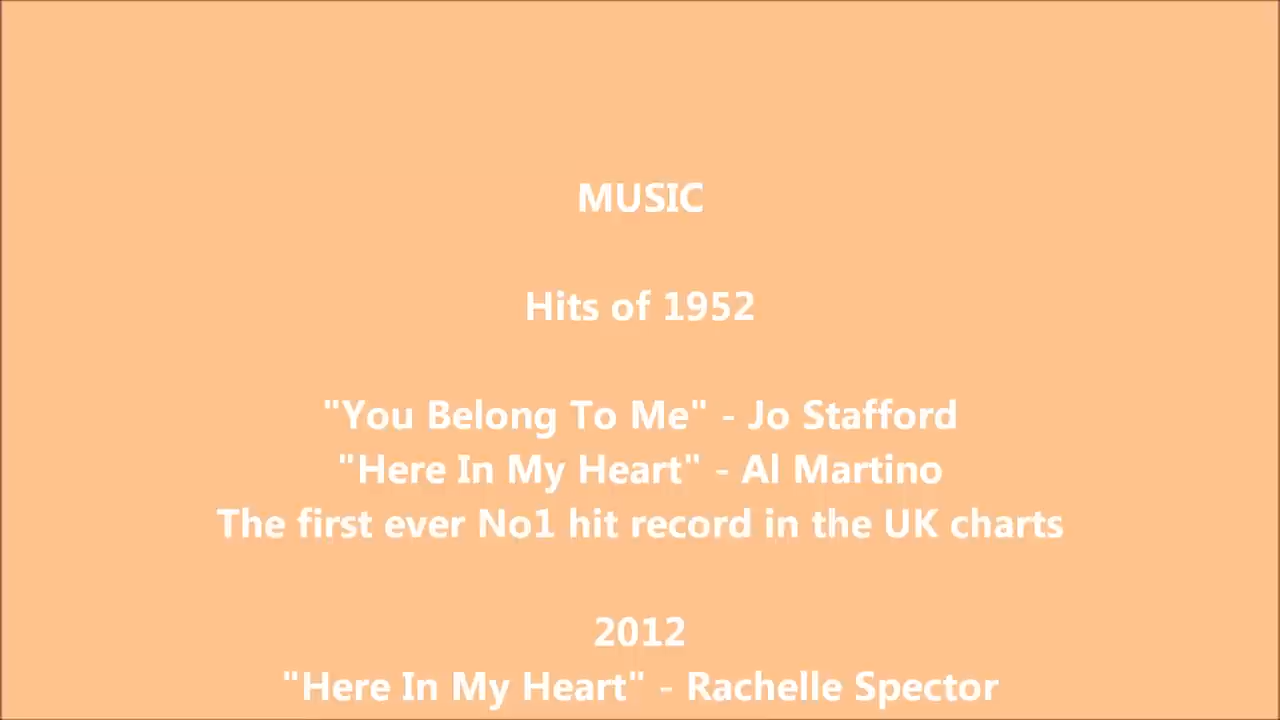 MUSIC
Hits of 1952
"You Belong To Me" - Jo Stafford
"Here In My Heart" - Al Martino
The first ever No1 hit record in the UK charts
2012
"Here In My Heart" - Rachelle Spector